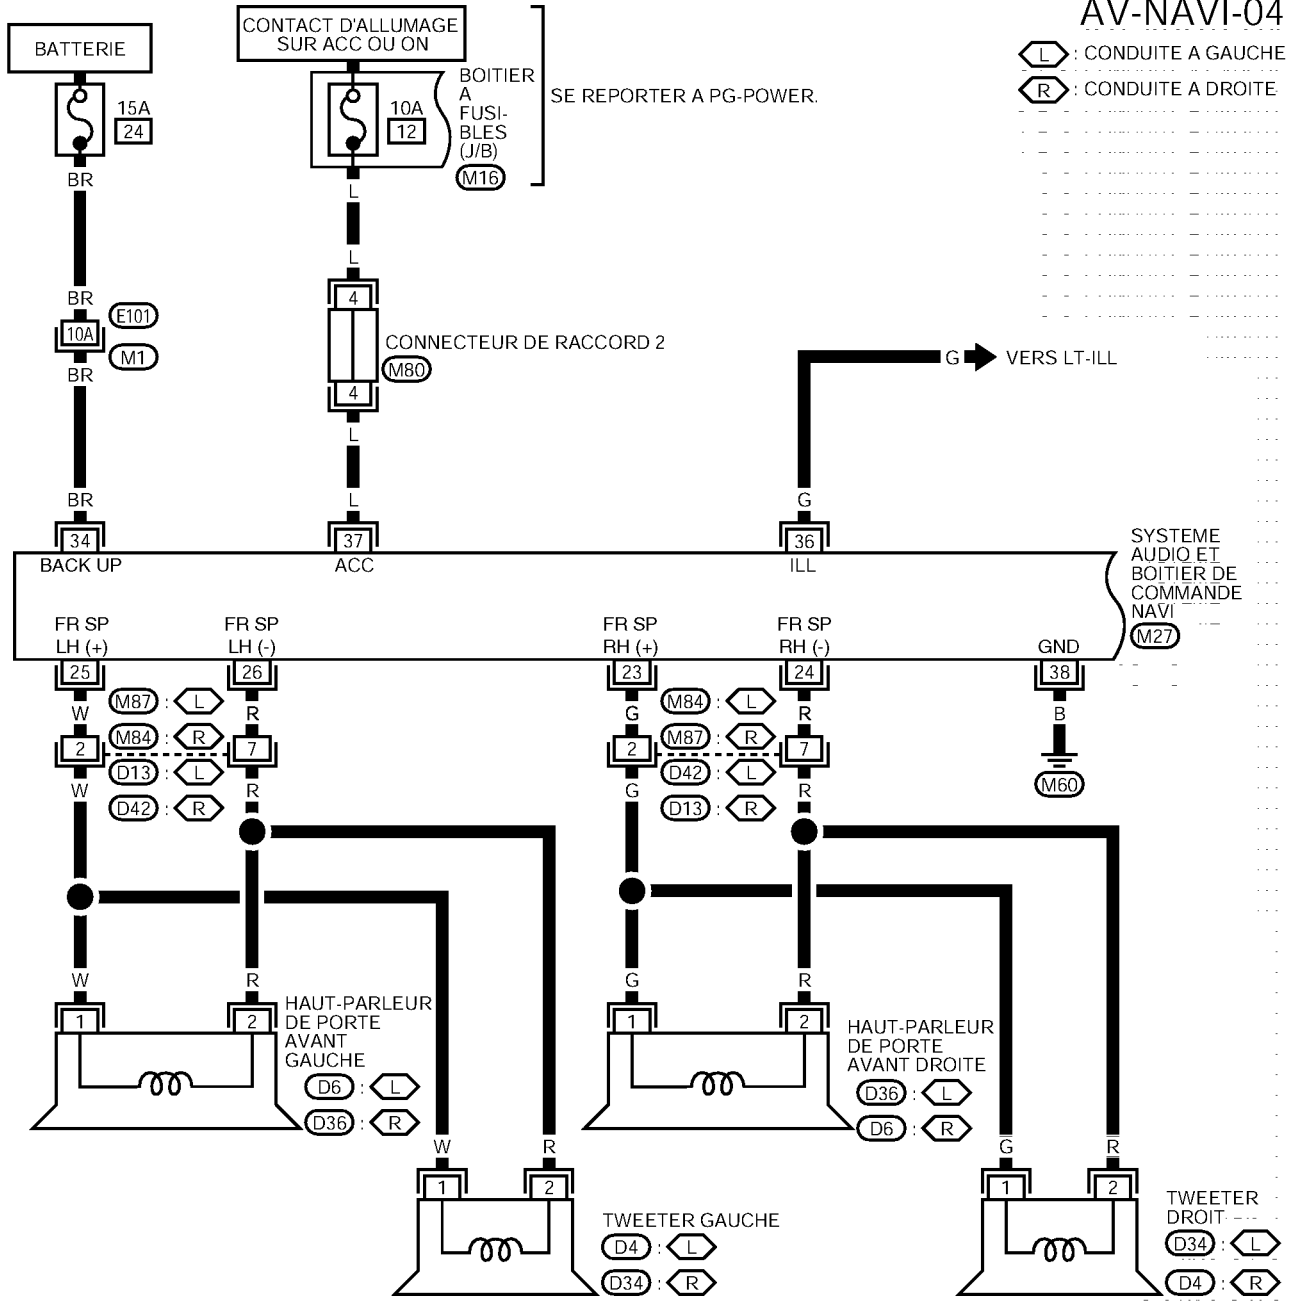 AV-NAVI-04
BATTERIE
CONTACT D'ALLUMAGE
SUR ACC OU ON
L : CONDUITE A GAUCHE
R : CONDUITE A DROITE
15A
24
10A
12
BOITIER
A
FUSI-
BLES
(J/B)
M16
SE REPORTER A PG-POWER.
BR
L
L
BR
E101
10A
M1
BR
4
CONNECTEUR DE RACCORD 2
M80
4
L
G
VERS LT-ILL
BR
L
G
34
37
36
BACK UP
ACC
ILL
SYSTEME
AUDIO ET
BOITIER DE
COMMANDE
NAVI
M27
FR SP
LH (+)
FR SP
LH (-)
FR SP
RH (+)
FR SP
RH (-)
GND
25
26
23
24
38
W
M87 : L
R
G
M84 : L
R
B
2
M84 : R
7
2
M87 : R
7
W
D13 : L
R
G
D42 : L
R
D42 : R
D13 : R
M60
W
R
G
R
1
2
HAUT-PARLEUR
DE PORTE
AVANT
GAUCHE
D6 : L
D36 : R
1
2
HAUT-PARLEUR
DE PORTE
AVANT DROITE
D36 : L
D6 : R
W
R
G
R
1
2
TWEETER GAUCHE
D4 : L
D34 : R
1
2
TWEETER
DROIT
D34 : L
D4 : R